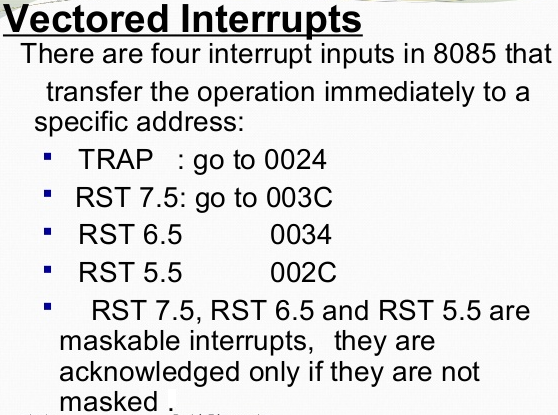 Vectored Interrupts
There are four interrupt inputs in 8085 that
transfer the operation immediately to a
specific address:
▪ TRAP : go to 0024
▪ RST 7.5: go to 003C
▪ RST 6.5 0034
▪ RST 5.5 002C
▪ RST 7.5, RST 6.5 and RST 5.5 are
maskable interrupts, they are
acknowledged only if they are not
masked .